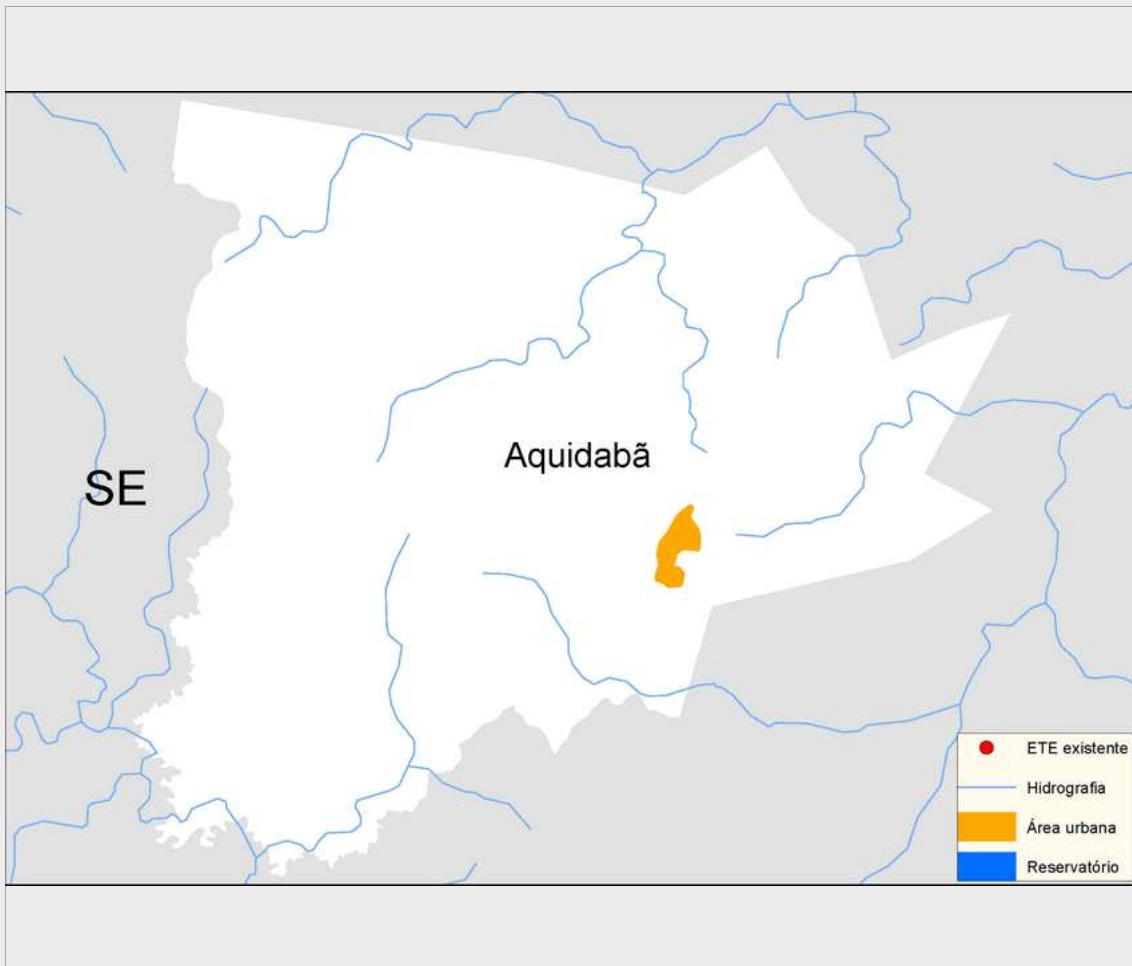 Aquidabã
SE
ETE existente
Hidrografia
Área urbana
Reservatório